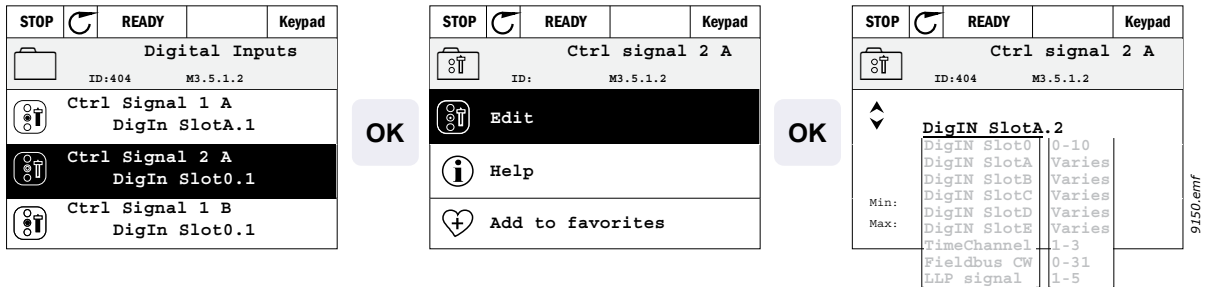 STOP READY Keypad
Digital Inputs
ID:404 M3.5.1.2
Ctrl Signal 1 A
DigIn SlotA.1
Ctrl Signal 2 A
DigIn Slot0.1
Ctrl Signal 1 B
DigIn Slot0.1
OK
STOP READY Keypad
Ctrl signal 2 A
ID: M3.5.1.2
Edit
Help
Add to favorites
OK
STOP READY Keypad
Ctrl signal 2 A
ID:404 M3.5.1.2
DigIN SlotA.2
DigIN Slot0 0-10
DigIN SlotA Varies
DigIN SlotB Varies
DigIN SlotC Varies
Min:
DigIN SlotD Varies
Max:
DigIN SlotE Varies
TimeChannel 1-3
Fieldbus CW 0-31
LLP signal 1-5
9150.emf